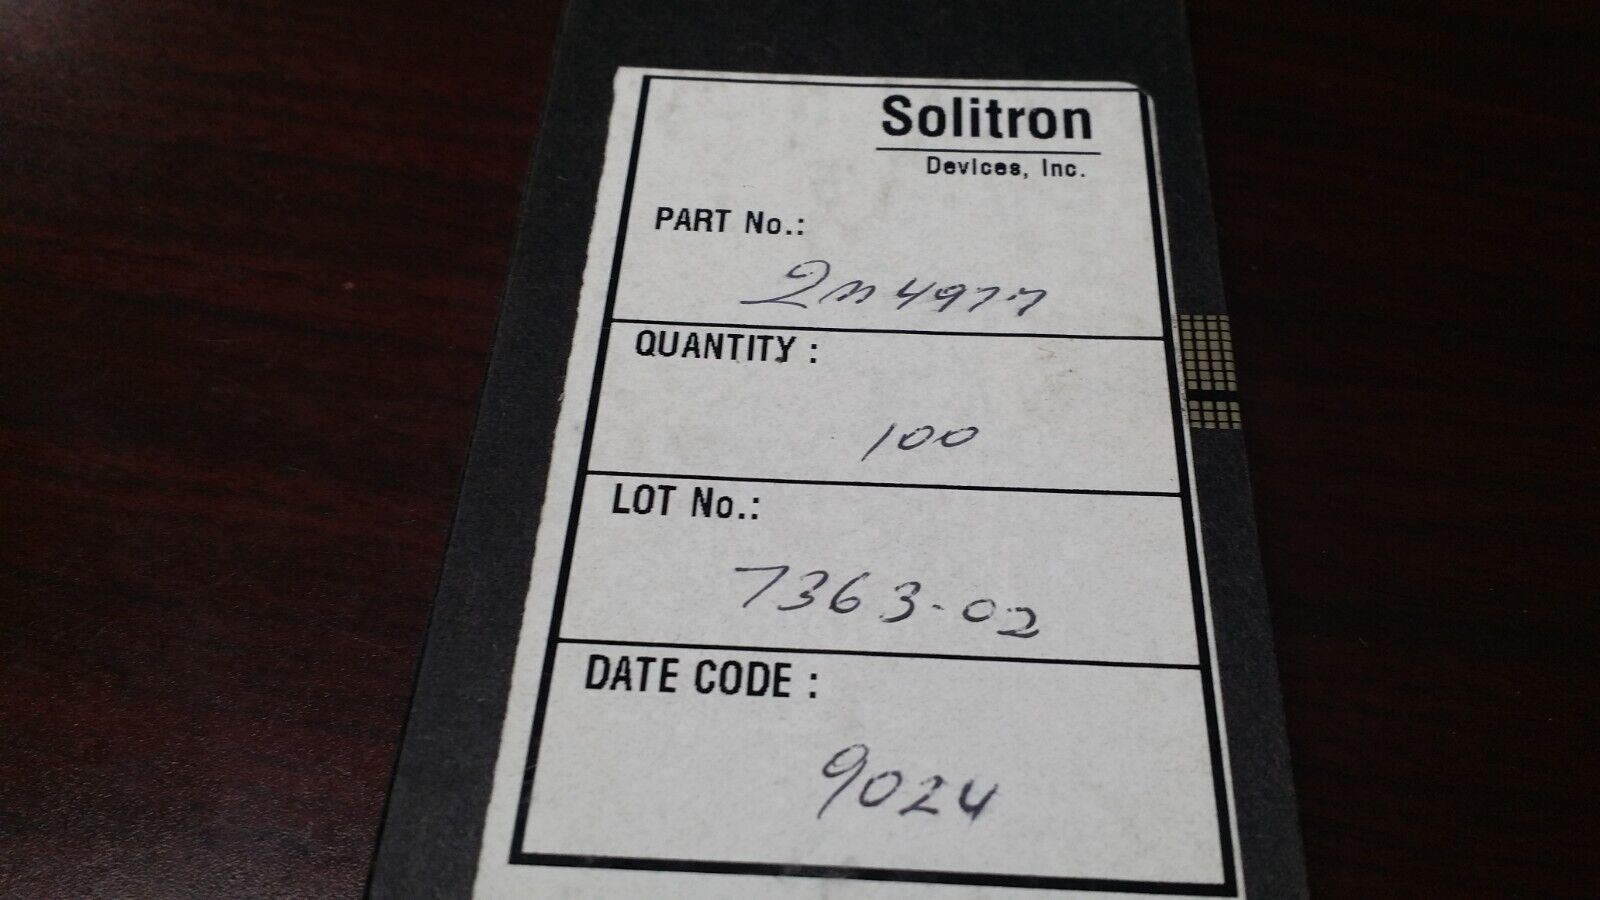 Solitron
Devices, Inc.
PART No.:
2n4977
QUANTITY :
100
LOT No.:
7363-02
DATE CODE :
9024